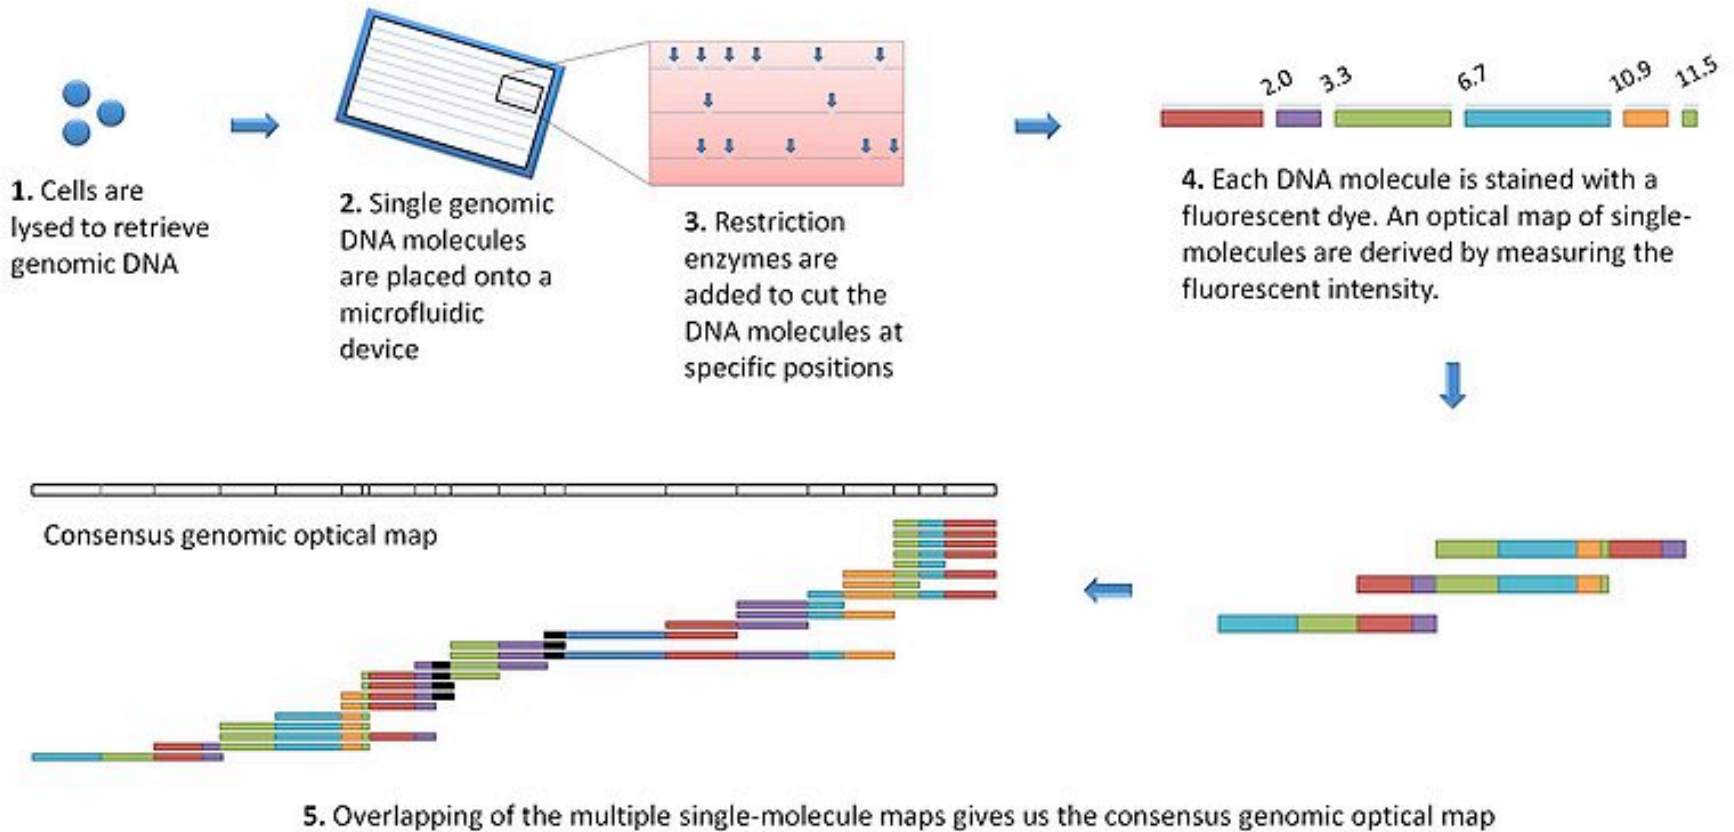 1. Cells are
lysed to retrieve
genomic DNA
2. Single genomic
DNA molecules
are placed onto a
microfluidic
device
3. Restriction
enzymes are
added to cut the
DNA molecules at
specific positions
2.0 3.3 6.7 10.9 11.5
4. Each DNA molecule is stained with a
fluorescent dye. An optical map of single-
molecules are derived by measuring the
fluorescent intensity.
Consensus genomic optical map
5. Overlapping of the multiple single-molecule maps gives us the consensus genomic optical map